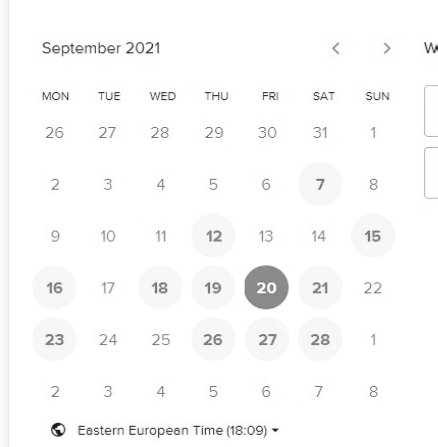 September 2021 < >
MON TUE WED THU FRI SAT SUN
26 27 28 29 30 31 1
2 3 4 5 6 7 8
9 10 11 12 13 14 15
16 17 18 19 20 21 22
23 24 25 26 27 28 1
2 3 4 5 6 7 8
Eastern European Time (18:09)